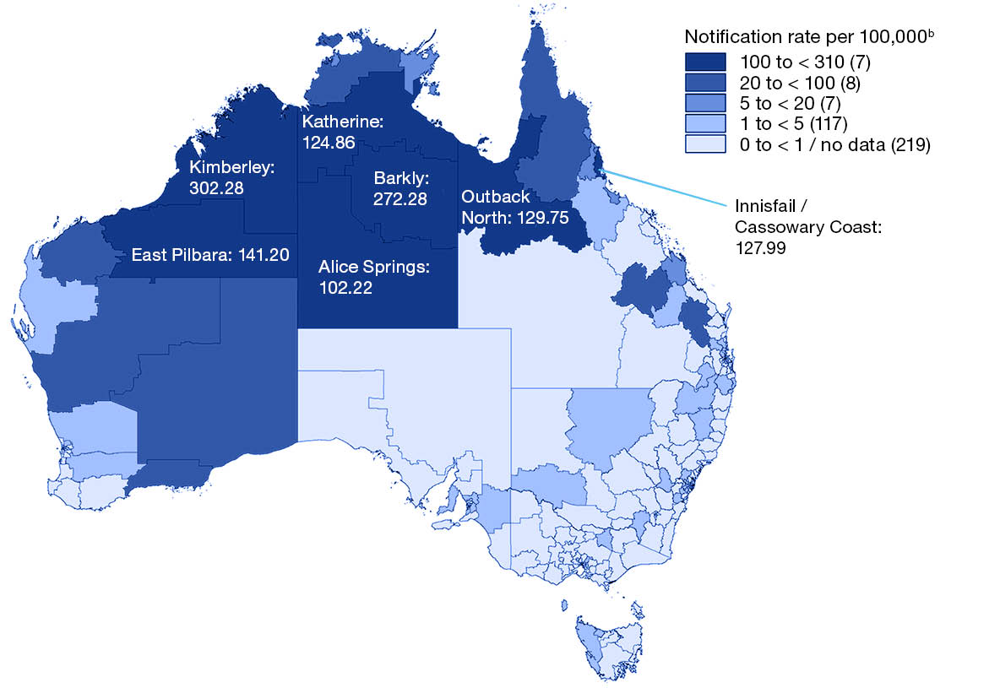 Notification rate per 100,000ᵇ
100 to < 310 (7)
20 to < 100 (8)
5 to < 20 (7)
1 to < 5 (117)
0 to < 1 / no data (219)
Katherine:
124.86
Kimberley:
302.28
Barkly:
272.28
Outback
North: 129.75
Innisfail /
Cassowary Coast:
127.99
East Pilbara: 141.20
Alice Springs:
102.22